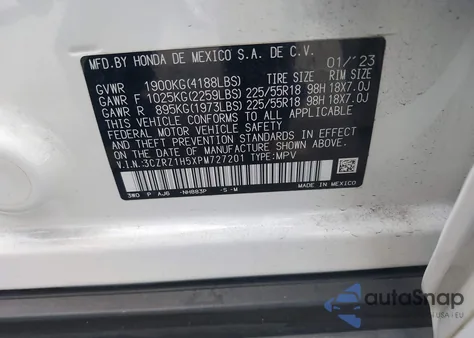 MFD.BY HONDA DE MEXICO S.A. DE C.V. 01/'23
GVWR 1900KG(4188LBS) TIRE SIZE RIM SIZE
GAWR F 1025KG(2259LBS) 225/55R18 98H 18X7.0J
GAWR R 895KG(1973LBS) 225/55R18 98H 18X7.0J
THIS VEHICLE CONFORMS TO ALL APPLICABLE
FEDERAL MOTOR VEHICLE SAFETY STANDARDS IN
EFFECT ON THE DATE OF MANUFACTURE SHOWN ABOVE.
V.I.N.:3CZRZ1H5XPM727201 TYPE:MPV
3W0 P AJ6 -NH883P -S -M MADE IN MEXICO
autoSnap